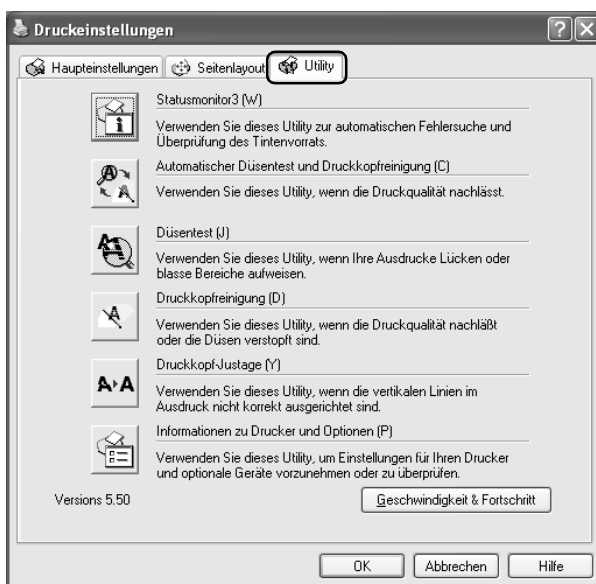 Druckeinstellungen
Haupteinstellungen Seitenlayout Utility
Statusmonitor3 (W)
Verwenden Sie dieses Utility zur automatischen Fehlersuche und
Überprüfung des Tintenvorrats.
Automatischer Düsentest und Druckkopfreinigung (C)
Verwenden Sie dieses Utility, wenn die Druckqualität nachlässt.
Düsentest (J)
Verwenden Sie dieses Utility, wenn Ihre Ausdrucke Lücken oder
blasse Bereiche aufweisen.
Druckkopfreinigung (D)
Verwenden Sie dieses Utility, wenn die Druckqualität nachläßt
oder die Düsen verstopft sind.
Druckkopf-Justage (Y)
Verwenden Sie dieses Utility, wenn die vertikalen Linien im
Ausdruck nicht korrekt ausgerichtet sind.
Informationen zu Drucker und Optionen (P)
Verwenden Sie dieses Utility, um Einstellungen für Ihren Drucker
und optionale Geräte vorzunehmen oder zu überprüfen.
Versions 5.50 Geschwindigkeit & Fortschritt
OK Abbrechen Hilfe